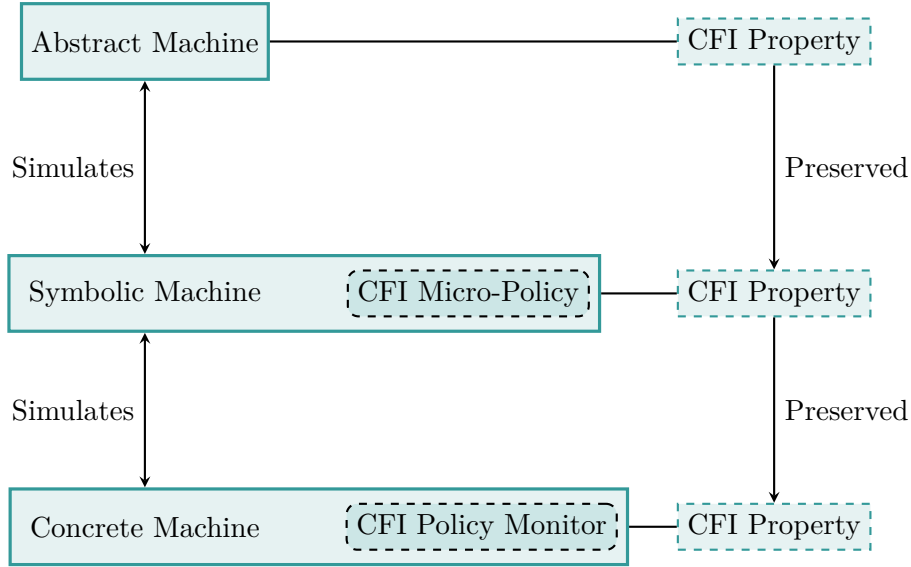 Abstract Machine
CFI Property
Simulates
Preserved
Symbolic Machine
CFI Micro-Policy
CFI Property
Simulates
Preserved
Concrete Machine
CFI Policy Monitor
CFI Property